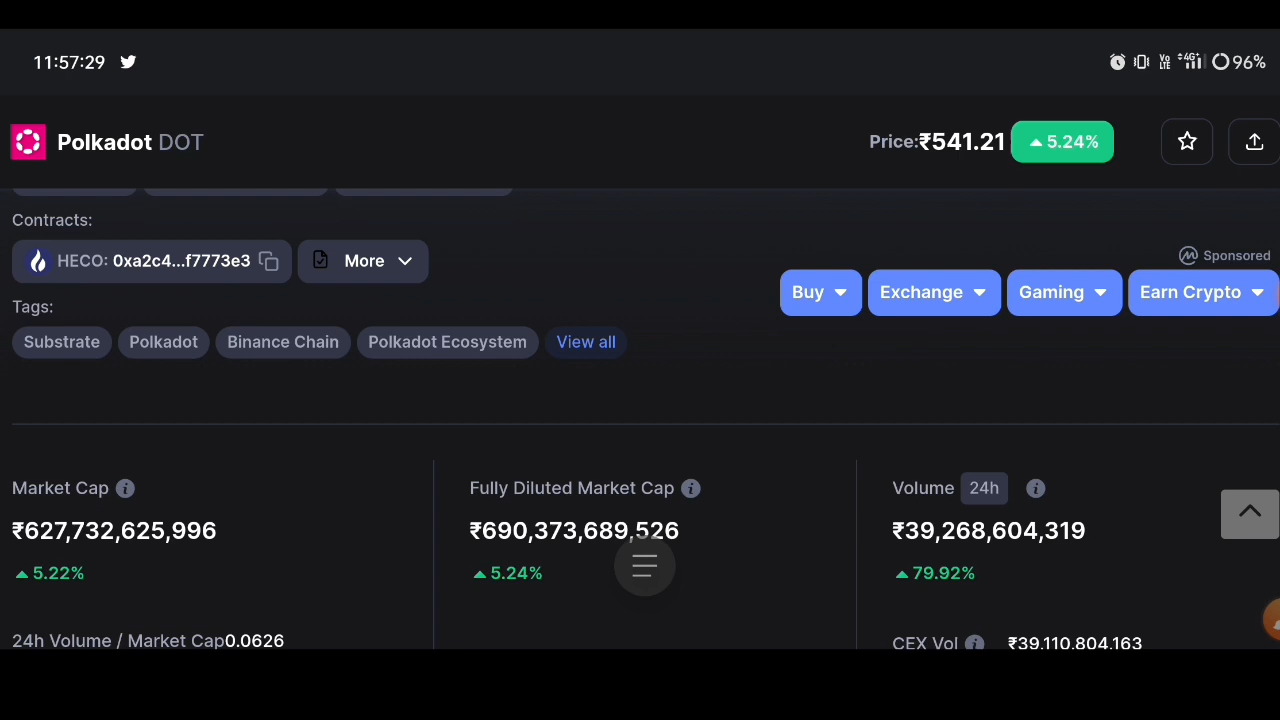 11:57:29 VoLTE 4G+ 96%
Polkadot DOT Price:₹541.21 5.24%
Contracts:
HECO: 0xa2c4...f7773e3 More
Sponsored
Buy Exchange Gaming Earn Crypto
Tags:
Substrate Polkadot Binance Chain Polkadot Ecosystem View all
Market Cap Fully Diluted Market Cap Volume 24h
₹627,732,625,996 ₹690,373,689,526 ₹39,268,604,319
5.22% 5.24% 79.92%
24h Volume / Market Cap0.0626 CEX Vol ₹39,110,804,163